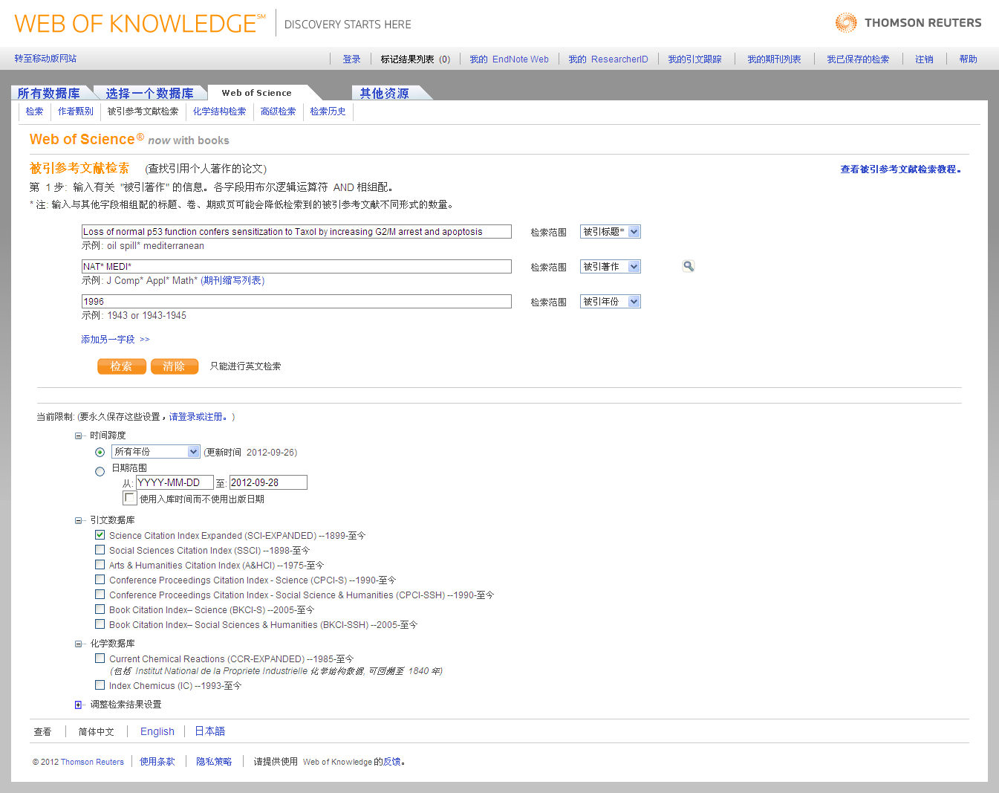 WEB OF KNOWLEDGE℠ DISCOVERY STARTS HERE THOMSON REUTERS
转至移动版网站 登录 标记结果列表 (0) 我的 EndNote Web 我的 ResearcherID 我的引文跟踪 我的期刊列表 我已保存的检索 注销 帮助
所有数据库 选择一个数据库 Web of Science 其他资源
检索 作者甄别 被引参考文献检索 化学结构检索 高级检索 检索历史
Web of Science® now with books
被引参考文献检索 (查找引用个人著作的论文) 查看被引参考文献检索教程。
第 1 步: 输入有关 "被引著作" 的信息。各字段用布尔逻辑运算符 AND 相组配。
* 注: 输入与其他字段相组配的标题、卷、期或页可能会降低检索到的被引参考文献不同形式的数量。
Loss of normal p53 function confers sensitization to Taxol by increasing G2/M arrest and apoptosis 检索范围 被引标题*
示例: oil spill* mediterranean
NAT* MEDI* 检索范围 被引著作
示例: J Comp* Appl* Math* (期刊缩写列表)
1996 检索范围 被引年份
示例: 1943 or 1943-1945
添加另一字段 >>
检索 清除 只能进行英文检索
当前限制: (要永久保存这些设置，请登录或注册。)
时间跨度
所有年份 (更新时间 2012-09-26)
日期范围
从: YYYY-MM-DD 至: 2012-09-28
使用入库时间而不使用出版日期
引文数据库
Science Citation Index Expanded (SCI-EXPANDED) --1899-至今
Social Sciences Citation Index (SSCI) --1898-至今
Arts & Humanities Citation Index (A&HCI) --1975-至今
Conference Proceedings Citation Index - Science (CPCI-S) --1990-至今
Conference Proceedings Citation Index - Social Science & Humanities (CPCI-SSH) --1990-至今
Book Citation Index– Science (BKCI-S) --2005-至今
Book Citation Index– Social Sciences & Humanities (BKCI-SSH) --2005-至今
化学数据库
Current Chemical Reactions (CCR-EXPANDED) --1985-至今
(包括 Institut National de la Propriete Industrielle 化学结构数据, 可回溯至 1840 年)
Index Chemicus (IC) --1993-至今
调整检索结果设置
查看 简体中文 English 日本語
© 2012 Thomson Reuters 使用条款 隐私策略 请提供使用 Web of Knowledge 的反馈。